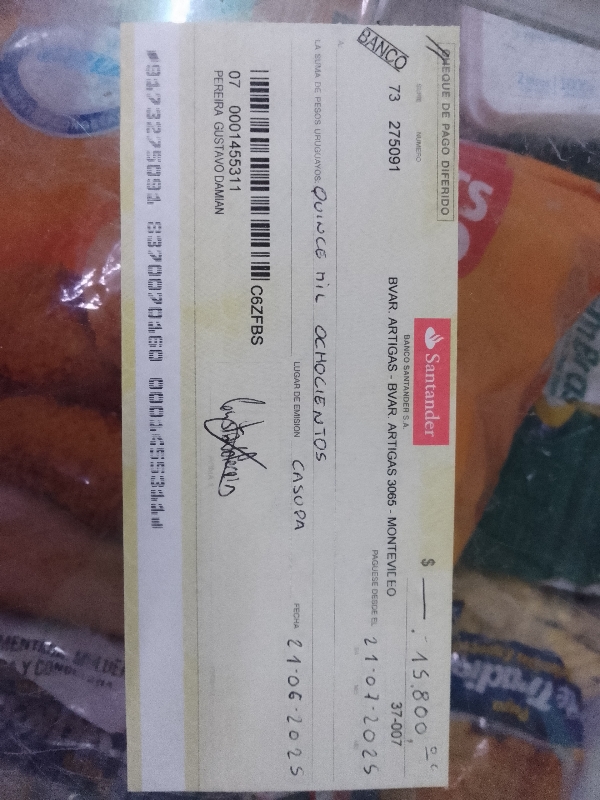 CHEQUE DE PAGO DIFERIDO
SERIE NUMERO
73 275091
Santander
BANCO SANTANDER S.A.
BVAR. ARTIGAS - BVAR. ARTIGAS 3065 - MONTEVIDEO
$ 15.800,oo
37-007
PAGUESE DESDE EL 21-07-2025
BANCO
A:
LA SUMA DE PESOS URUGUAYOS: QUINCE MIL OCHOCIENTOS
LUGAR DE EMISION CASUPA
FECHA 21-06-2025
C6ZFBS
07 0001455311
PEREIRA GUSTAVO DAMIAN